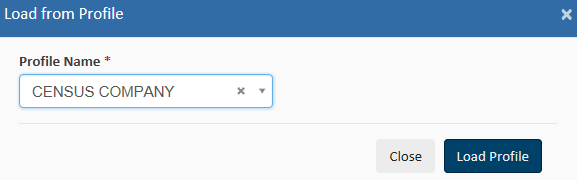 Load from Profile
Profile Name *
CENSUS COMPANY
Close
Load Profile